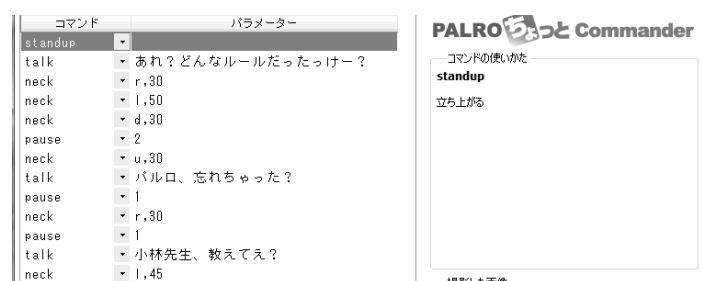 コマンド パラメーター
standup
talk あれ？どんなルールだったっけー？
neck r,30
neck l,50
neck d,30
pause 2
neck u,30
talk パルロ、忘れちゃった？
pause 1
neck r,30
pause 1
talk 小林先生、教えてえ？
neck l,45
PALRO ちょっと Commander
コマンドの使いかた
standup
立ち上がる